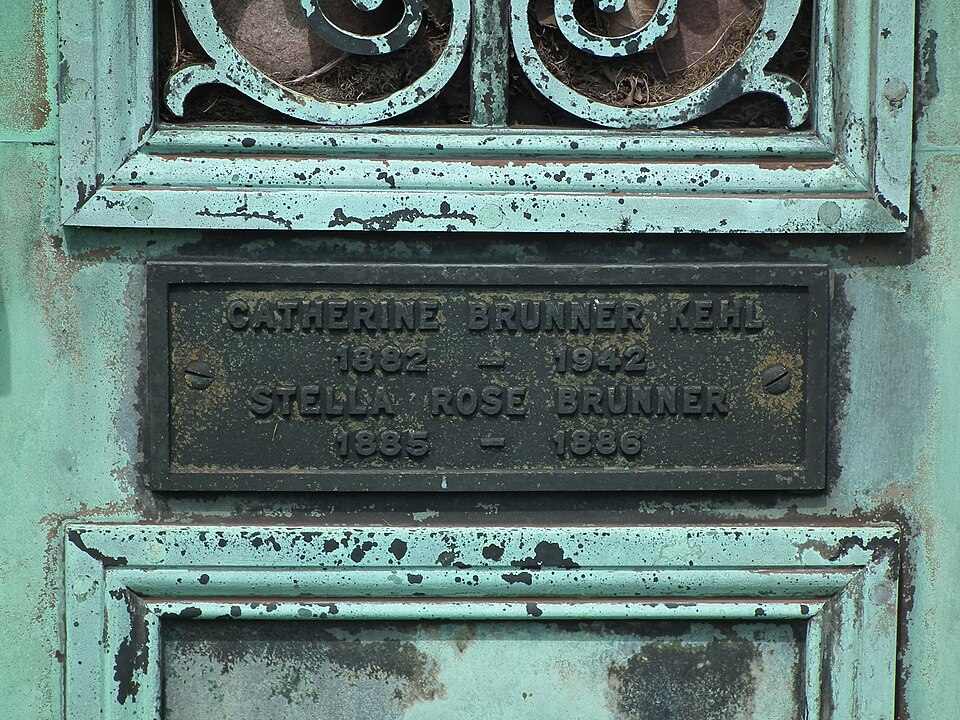 CATHERINE BRUNNER KEHL
1882 – 1942
STELLA ROSE BRUNNER
1885 – 1886